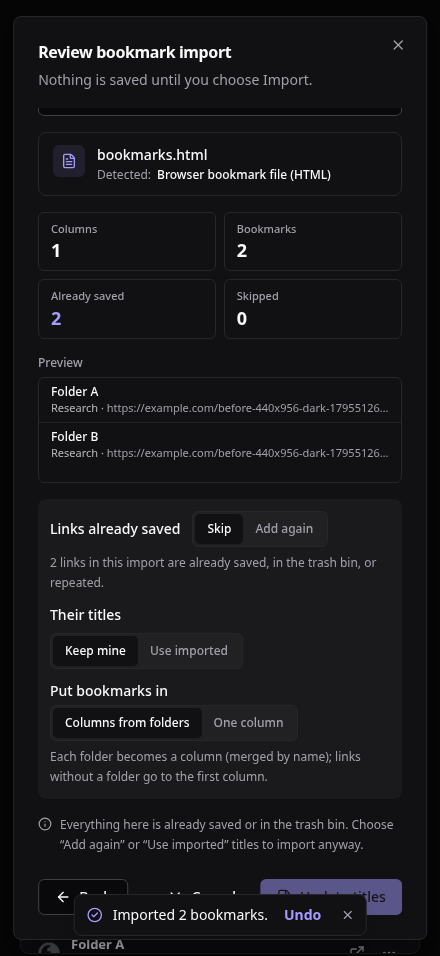 Review bookmark import
Nothing is saved until you choose Import.
bookmarks.html
Detected: Browser bookmark file (HTML)
Columns
1
Bookmarks
2
Already saved
2
Skipped
0
Preview
Folder A
Research · https://example.com/before-440x956-dark-17955126...
Folder B
Research · https://example.com/before-440x956-dark-17955126...
Links already saved
Skip
Add again
2 links in this import are already saved, in the trash bin, or
repeated.
Their titles
Keep mine
Use imported
Put bookmarks in
Columns from folders
One column
Each folder becomes a column (merged by name); links
without a folder go to the first column.
Everything here is already saved or in the trash bin. Choose
“Add again” or “Use imported” titles to import anyway.
titles
Imported 2 bookmarks.
Undo
Folder A